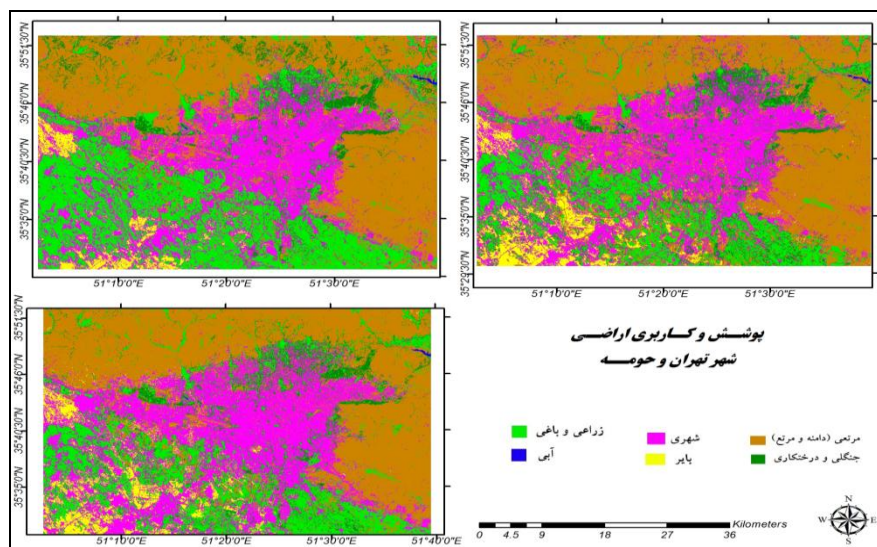 35°51'30"N
35°46'0"N
35°40'30"N
35°35'0"N
51°10'0"E
51°20'0"E
51°30'0"E
35°51'30"N
35°46'0"N
35°40'30"N
35°35'0"N
35°29'30"N
51°10'0"E
51°20'0"E
51°30'0"E
35°51'30"N
35°46'0"N
35°40'30"N
35°35'0"N
51°10'0"E
51°20'0"E
51°30'0"E
51°40'0"E
پوشش و کاربری اراضی
شهر تهران و حومه
مرتعی (دامنه و مرتع)
شهری
زراعی و باغی
جنگلی و درختکاری
بایر
آبی
Kilometers
0 4.5 9 18 27 36
N
W E
S